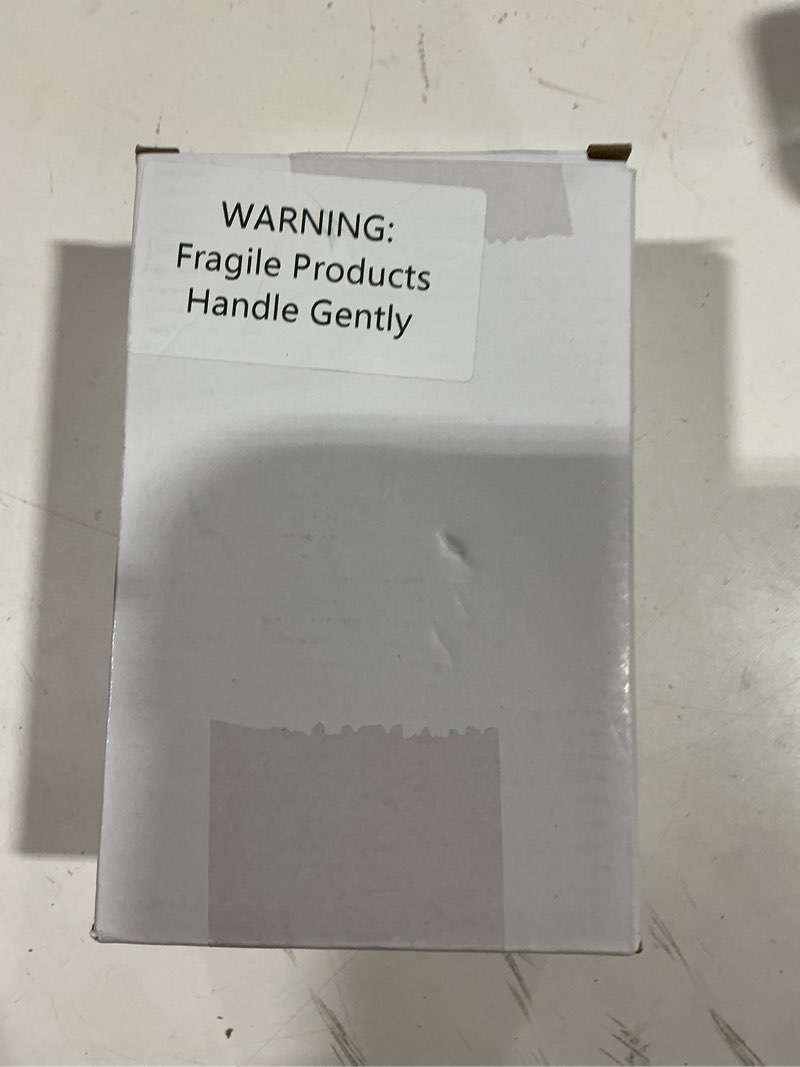 WARNING:
Fragile Products
Handle Gently